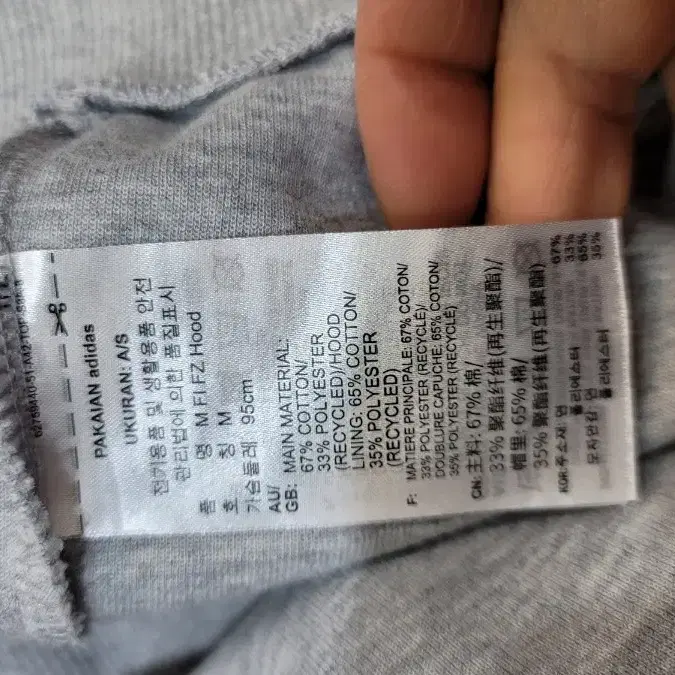 PAKAIAN adidas
UKURAN: A/S
전기용품 및 생활용품 안전
관리법에 의한 품질표시
품 명 M FI FZ Hood
호 칭 M
가슴둘레 95cm
AU/
GB: MAIN MATERIAL:
67% COTTON/
33% POLYESTER
(RECYCLED)/HOOD
LINING: 65% COTTON/
35% POLYESTER
(RECYCLED)
F: MATIERE PRINCIPALE: 67% COTON/
33% POLYESTER (RECYCLÉ)/
DOUBLURE CAPUCHE: 65% COTON/
35% POLYESTER (RECYCLÉ)
CN: 主料: 67% 棉/
33% 聚酯纤维(再生聚酯)/
帽里: 65% 棉/
35% 聚酯纤维(再生聚酯)
KOR: 주소재: 면 67%
폴리에스터 33%
모자안감: 면 65%
폴리에스터 35%